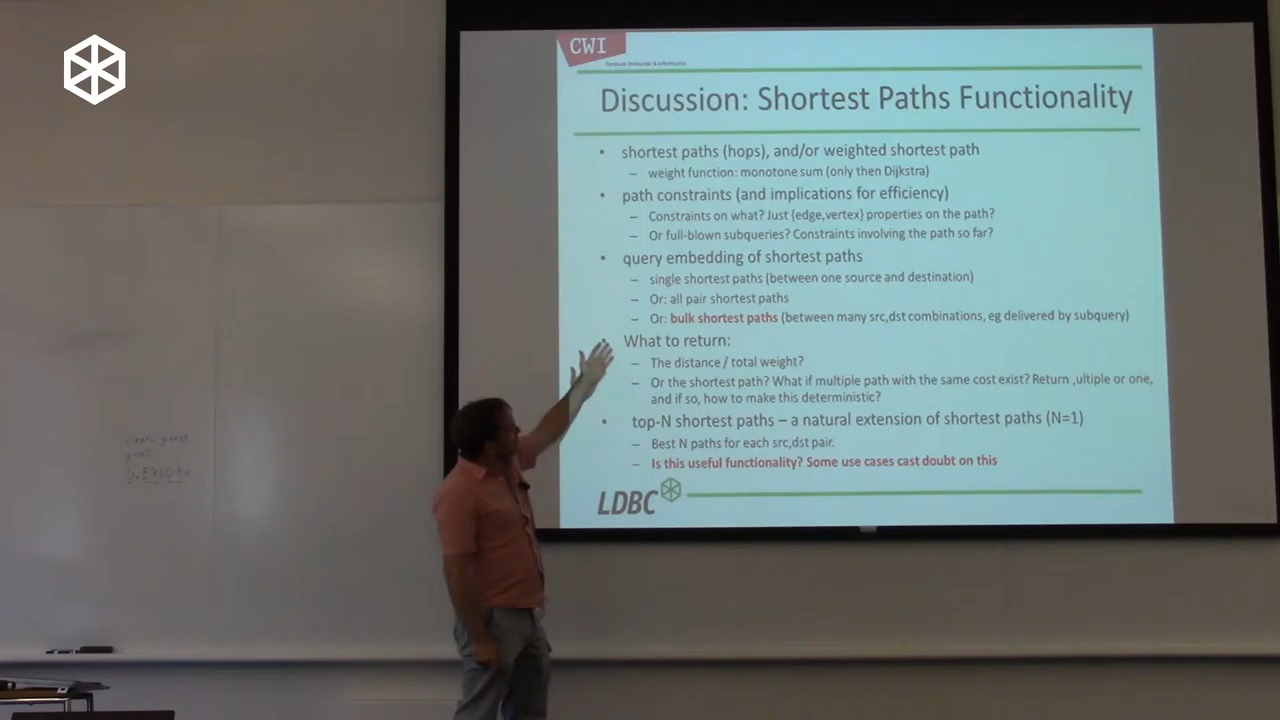 CWI
Centrum Wiskunde & Informatica
Discussion: Shortest Paths Functionality
• shortest paths (hops), and/or weighted shortest path
– weight function: monotone sum (only then Dijkstra)
• path constraints (and implications for efficiency)
– Constraints on what? Just (edge,vertex) properties on the path?
– Or full-blown subqueries? Constraints involving the path so far?
• query embedding of shortest paths
– single shortest paths (between one source and destination)
– Or: all pair shortest paths
– Or: bulk shortest paths (between many src,dst combinations, eg delivered by subquery)
• What to return:
– The distance / total weight?
– Or the shortest path? What if multiple path with the same cost exist? Return ,ultiple or one,
and if so, how to make this deterministic?
• top-N shortest paths – a natural extension of shortest paths (N=1)
– Best N paths for each src,dst pair.
– Is this useful functionality? Some use cases cast doubt on this
LDBC